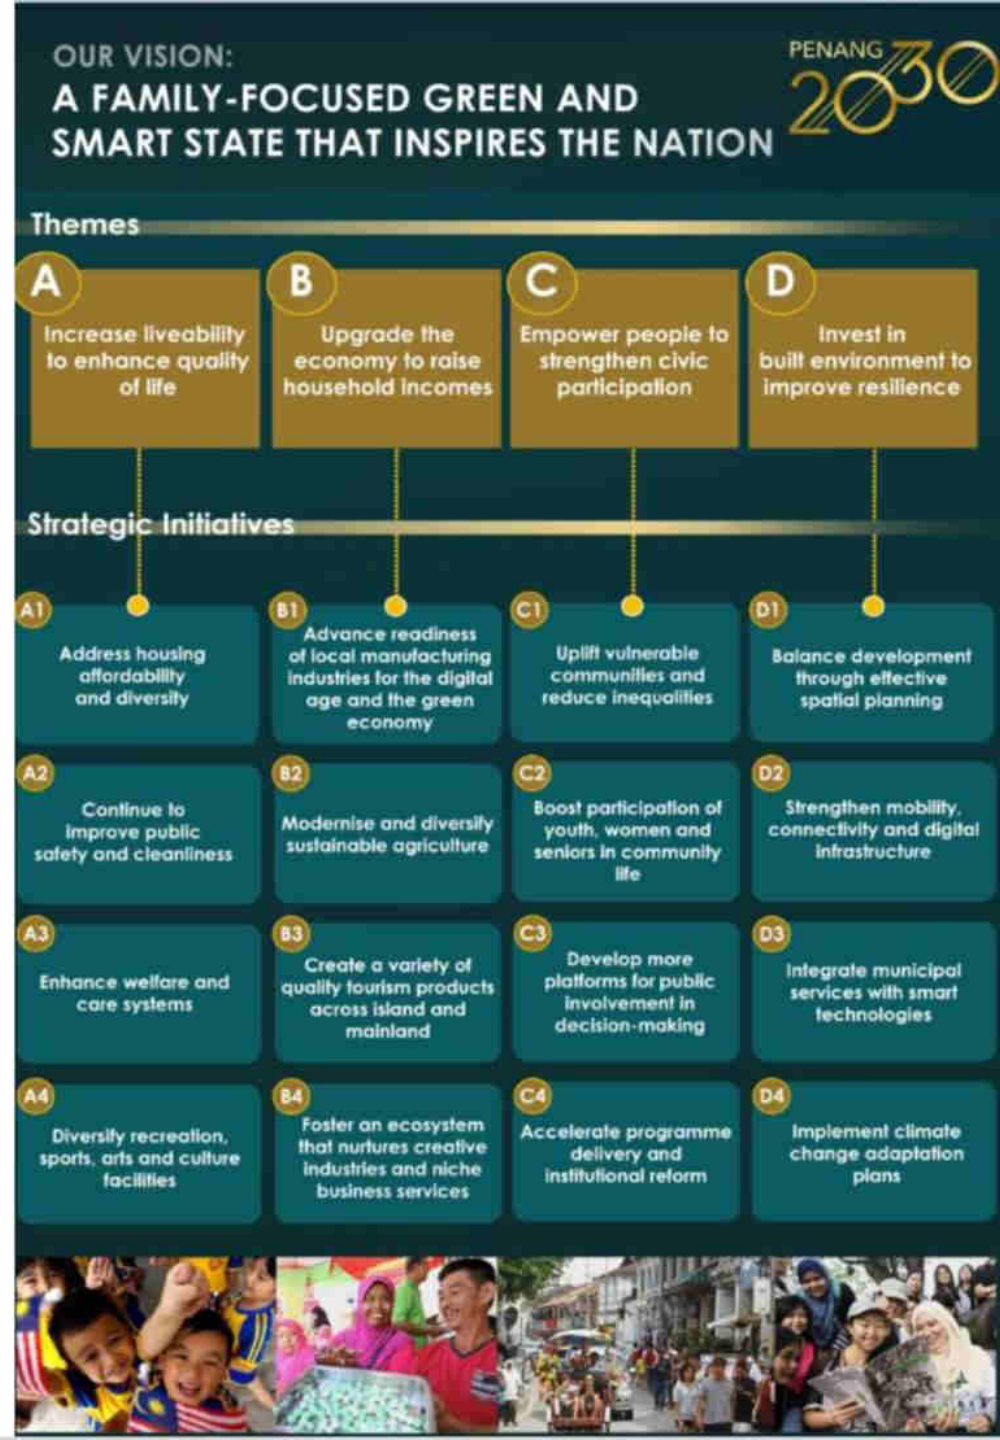 OUR VISION:
A FAMILY-FOCUSED GREEN AND
SMART STATE THAT INSPIRES THE NATION
PENANG
2030
Themes
A
Increase liveability
to enhance quality
of life
B
Upgrade the
economy to raise
household incomes
C
Empower people to
strengthen civic
participation
D
Invest in
built environment to
improve resilience
Strategic Initiatives
A1
Address housing
affordability
and diversity
B1
Advance readiness
of local manufacturing
industries for the digital
age and the green
economy
C1
Uplift vulnerable
communities and
reduce inequalities
D1
Balance development
through effective
spatial planning
A2
Continue to
improve public
safety and cleanliness
B2
Modernise and diversify
sustainable agriculture
C2
Boost participation of
youth, women and
seniors in community
life
D2
Strengthen mobility,
connectivity and digital
infrastructure
A3
Enhance welfare and
care systems
B3
Create a variety of
quality tourism products
across island and
mainland
C3
Develop more
platforms for public
involvement in
decision-making
D3
Integrate municipal
services with smart
technologies
A4
Diversify recreation,
sports, arts and culture
facilities
B4
Foster an ecosystem
that nurtures creative
industries and niche
business services
C4
Accelerate programme
delivery and
institutional reform
D4
Implement climate
change adaptation
plans